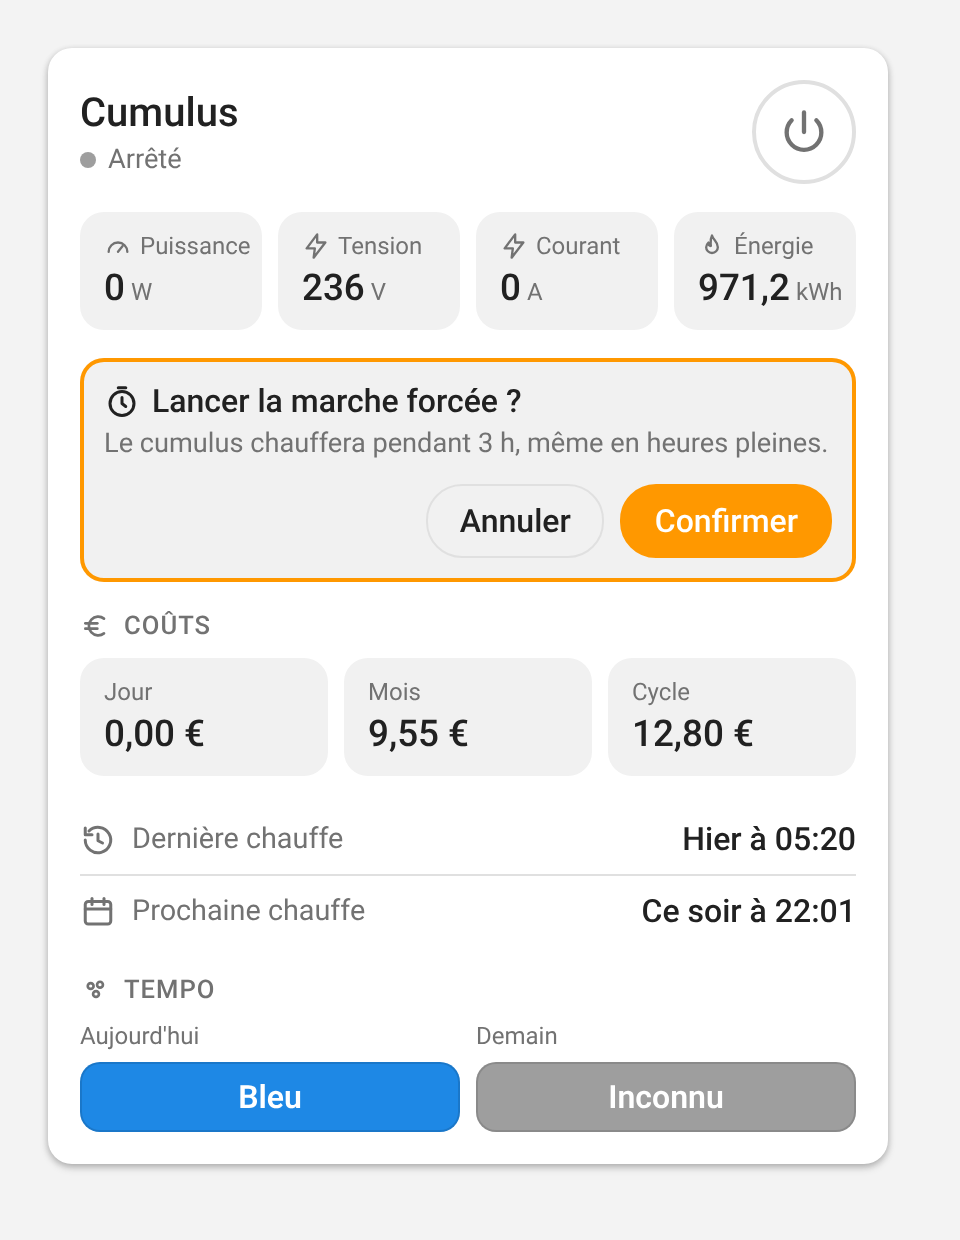 Cumulus
Arrêté
Puissance
0 W
Tension
236 V
Courant
0 A
Énergie
971,2 kWh
Lancer la marche forcée ?
Le cumulus chauffera pendant 3 h, même en heures pleines.
Annuler
Confirmer
€ COÛTS
Jour
0,00 €
Mois
9,55 €
Cycle
12,80 €
Dernière chauffe
Hier à 05:20
Prochaine chauffe
Ce soir à 22:01
TEMPO
Aujourd'hui
Bleu
Demain
Inconnu